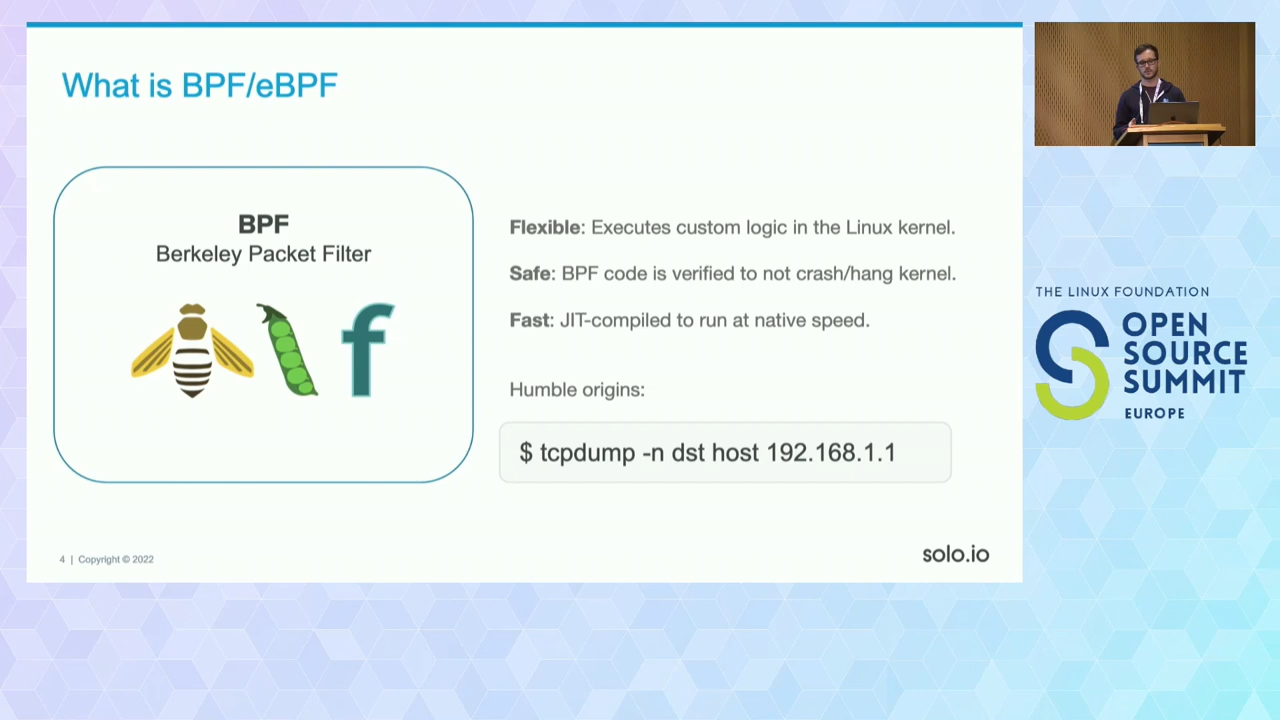 What is BPF/eBPF
BPF
Berkeley Packet Filter
f
Flexible: Executes custom logic in the Linux kernel.
Safe: BPF code is verified to not crash/hang kernel.
Fast: JIT-compiled to run at native speed.
Humble origins:
$ tcpdump -n dst host 192.168.1.1
4 | Copyright © 2022
solo.io
THE LINUX FOUNDATION
OPEN
SOURCE
SUMMIT
EUROPE